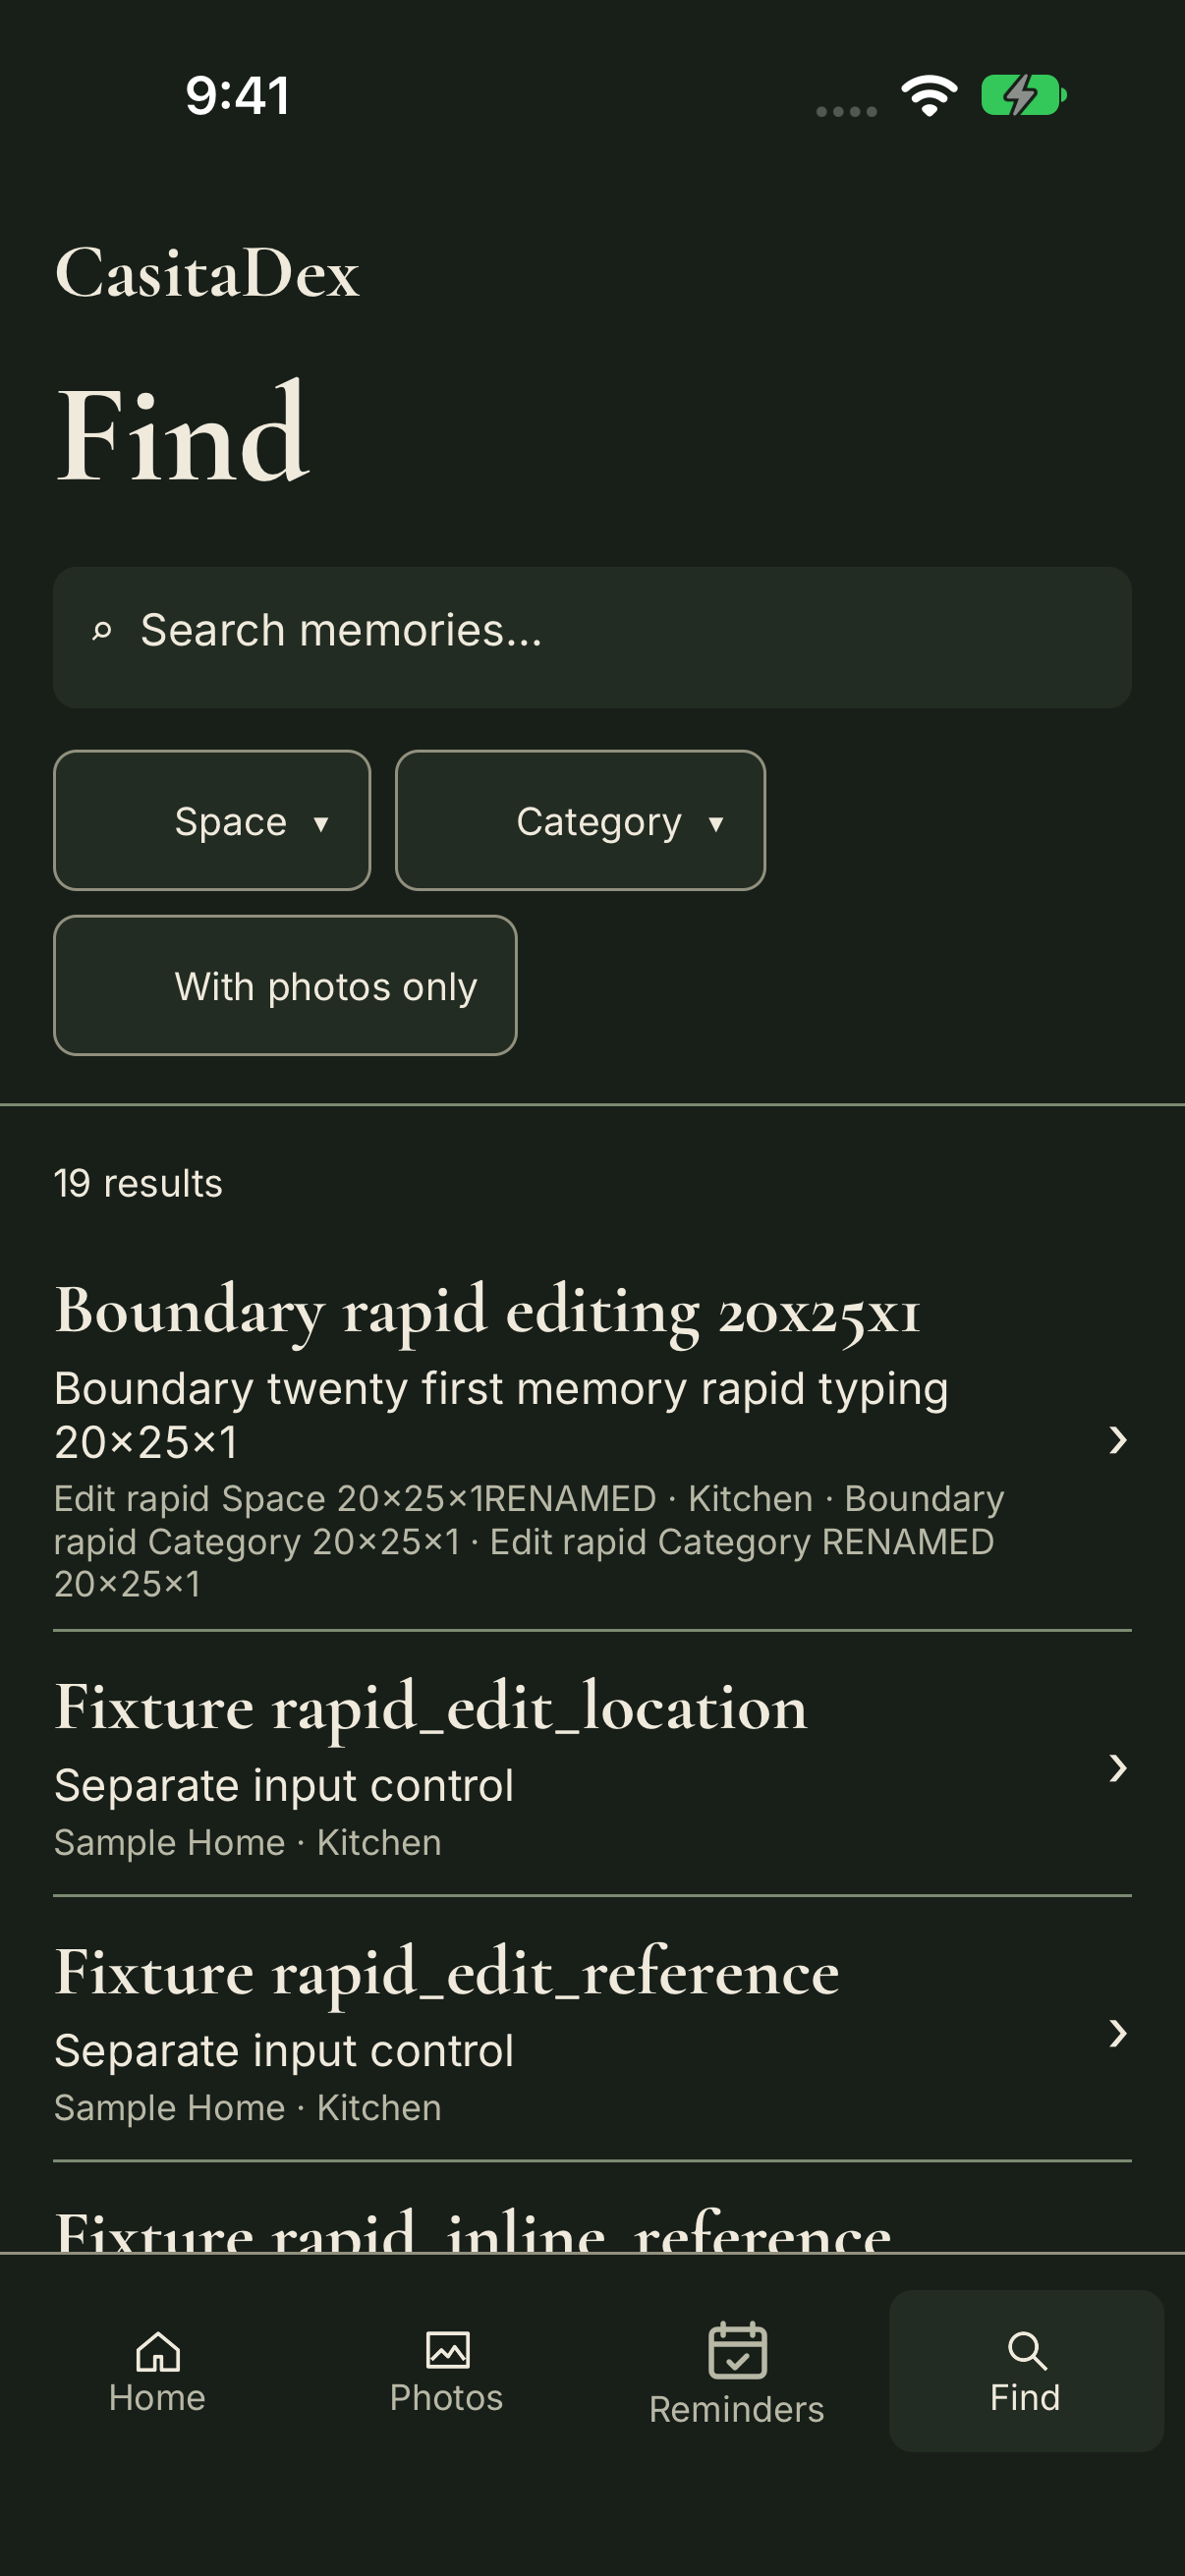 9:41
CasitaDex
Find
Search memories...
Space ▾
Category ▾
With photos only
19 results
Boundary rapid editing 20x25x1
Boundary twenty first memory rapid typing
20×25×1
Edit rapid Space 20×25×1RENAMED · Kitchen · Boundary
rapid Category 20×25×1 · Edit rapid Category RENAMED
20×25×1
Fixture rapid_edit_location
Separate input control
Sample Home · Kitchen
Fixture rapid_edit_reference
Separate input control
Sample Home · Kitchen
Fixture rapid_inline_reference
Home
Photos
Reminders
Find